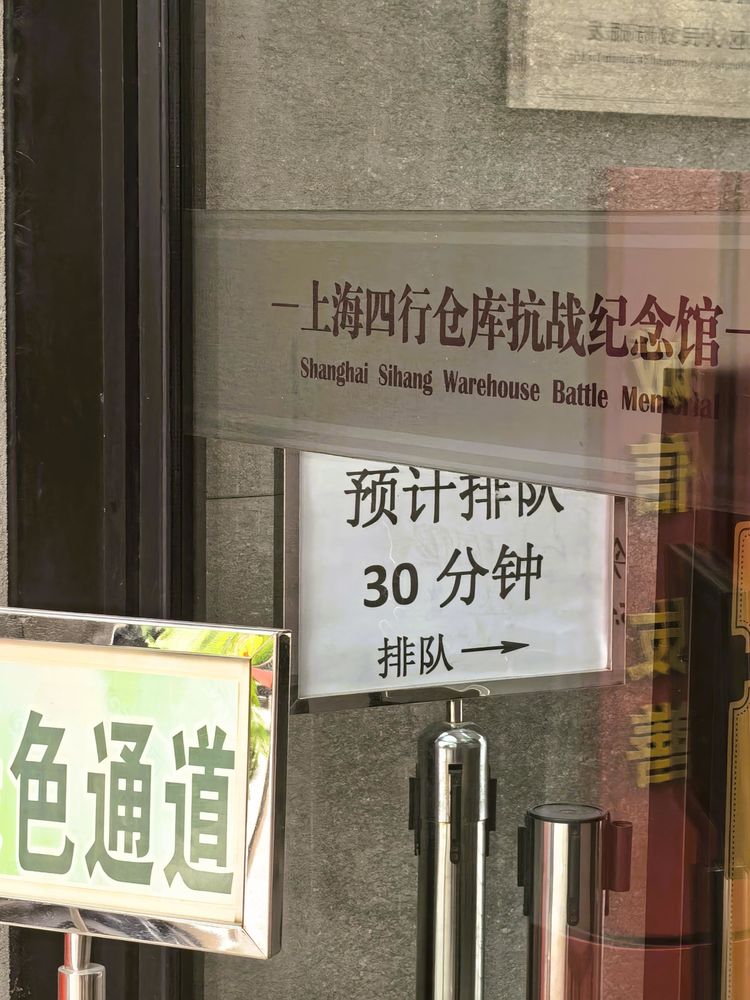 上海四行仓库抗战纪念馆
Shanghai Sihang Warehouse Battle Memorial
预计排队
30 分钟
排队→
色通道